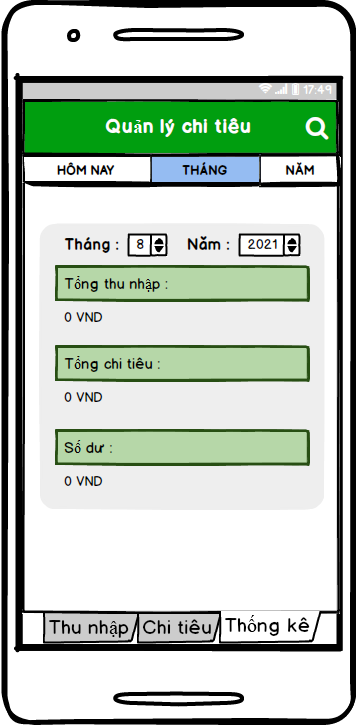 17:49
Quản lý chi tiêu
HÔM NAY THÁNG NĂM
Tháng : 8 Năm : 2021
Tổng thu nhập :
0 VND
Tổng chi tiêu :
0 VND
Số dư :
0 VND
Thu nhập Chi tiêu Thống kê